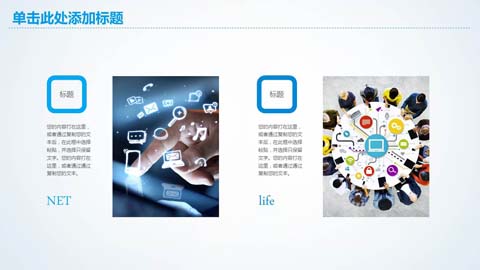 单击此处添加标题
标题
您的内容打在这里，
或者通过复制您的文
本后，在此框中选择
粘贴，并选择只保留
文字。您的内容打在
这里，或者通过通过
复制您的文本。
NET
标题
您的内容打在这里，
或者通过复制您的文
本后，在此框中选择
粘贴，并选择只保留
文字。您的内容打在
这里，或者通过通过
复制您的文本。
life